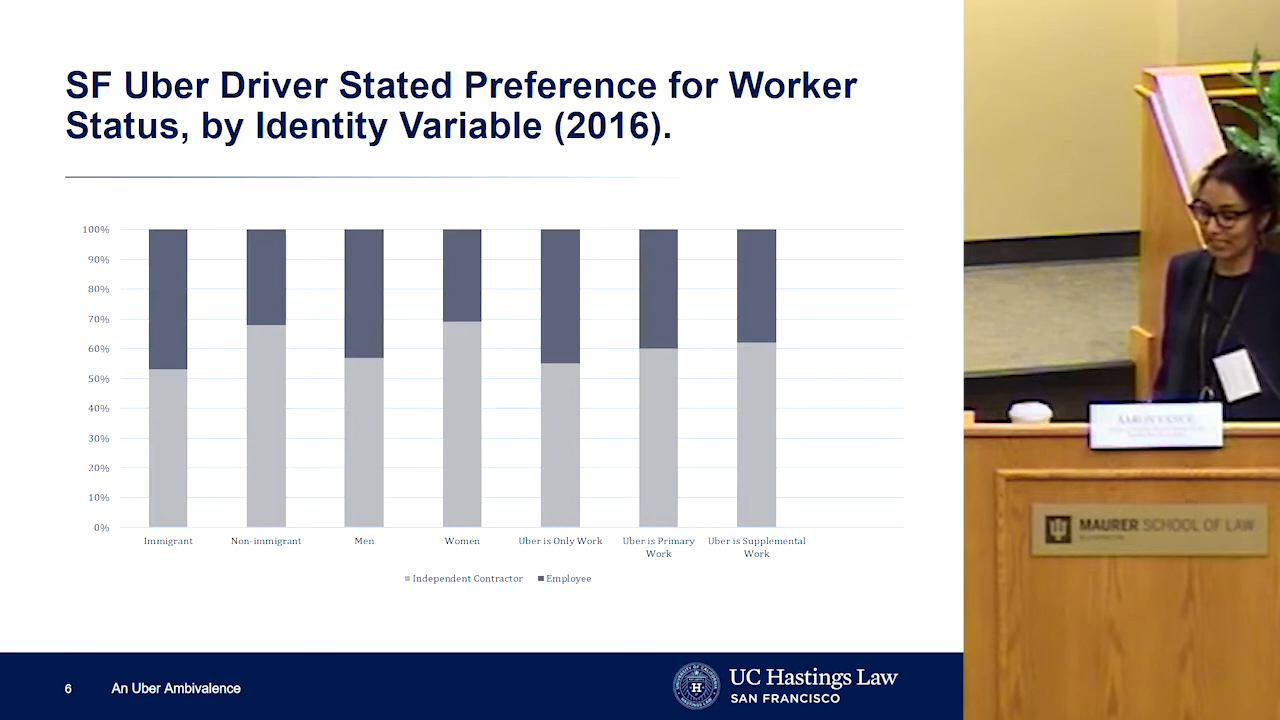 SF Uber Driver Stated Preference for Worker
Status, by Identity Variable (2016).
100%
90%
80%
70%
60%
50%
40%
30%
20%
10%
0%
Immigrant
Non-immigrant
Men
Women
Uber is Only Work
Uber is Primary
Work
Uber is Supplemental
Work
Independent Contractor
Employee
6
An Uber Ambivalence
UC Hastings Law
SAN FRANCISCO
MAURER SCHOOL OF LAW